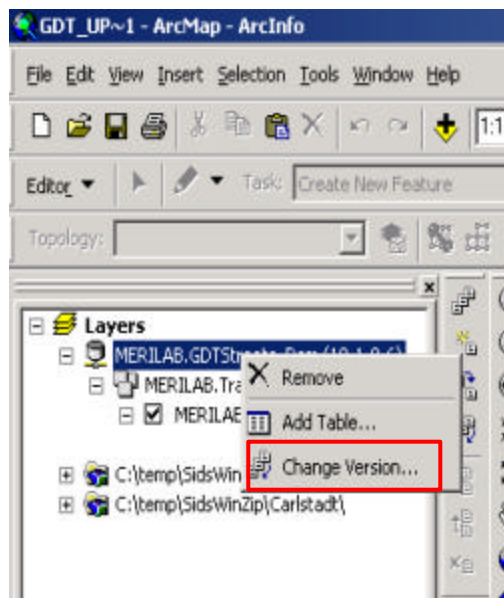 GDT_UP~1 - ArcMap - ArcInfo
File Edit View Insert Selection Tools Window Help
1:1
Editor Task: Create New Feature
Topology:
Layers
MERILAB.GDTStreets
MERILAB.Tra
MERILAB
C:\temp\SidsWin
C:\temp\SidsWinZip\Carlstadt\
Remove
Add Table...
Change Version...